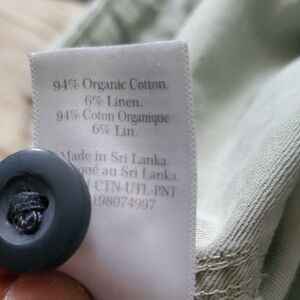 94% Organic Cotton.
6% Linen.
94% Coton Organique
6% Lin.
Made in Sri Lanka.
qué au Sri Lanka
-CTN-UTL-PNT
198074997